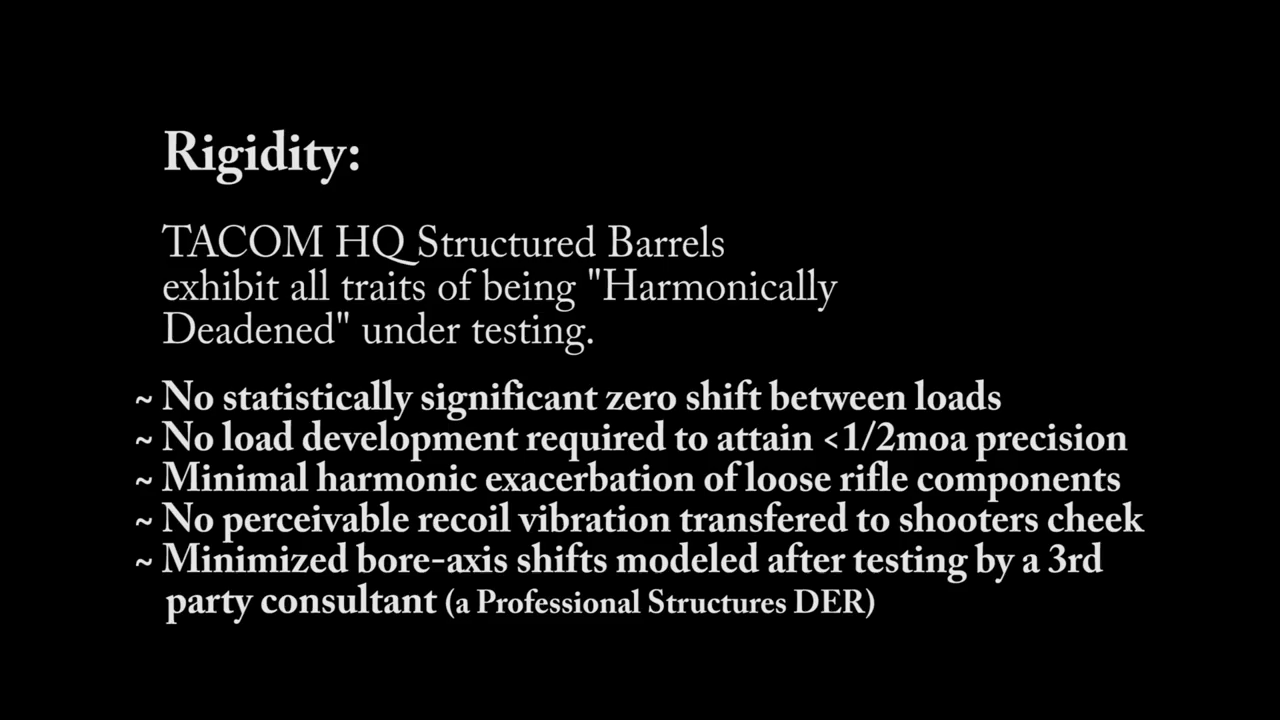 Rigidity:
TACOM HQ Structured Barrels
exhibit all traits of being "Harmonically
Deadened" under testing.
~ No statistically significant zero shift between loads
~ No load development required to attain <1/2moa precision
~ Minimal harmonic exacerbation of loose rifle components
~ No perceivable recoil vibration transfered to shooters cheek
~ Minimized bore-axis shifts modeled after testing by a 3rd
party consultant (a Professional Structures DER)